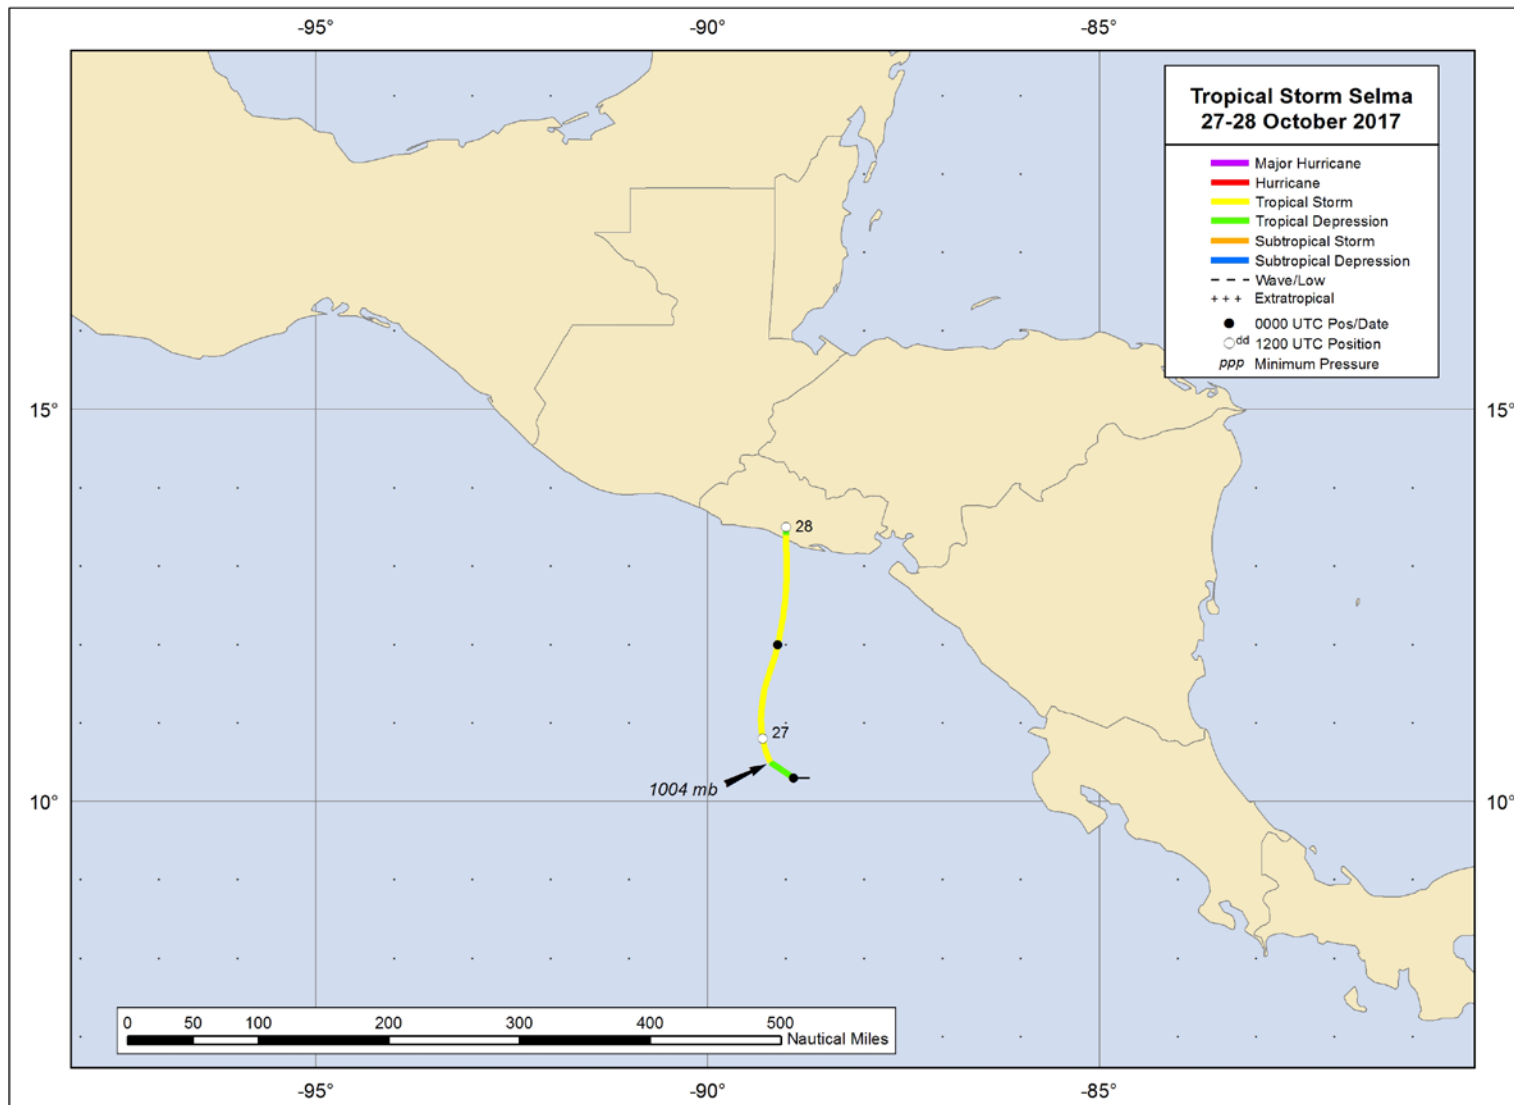 -95° -90° -85°
Tropical Storm Selma
27-28 October 2017
Major Hurricane
Hurricane
Tropical Storm
Tropical Depression
Subtropical Storm
Subtropical Depression
Wave/Low
+++ Extratropical
0000 UTC Pos/Date
dd 1200 UTC Position
ppp Minimum Pressure
15° 15°
28
27
1004 mb
10° 10°
0 50 100 200 300 400 500
Nautical Miles
-95° -90° -85°